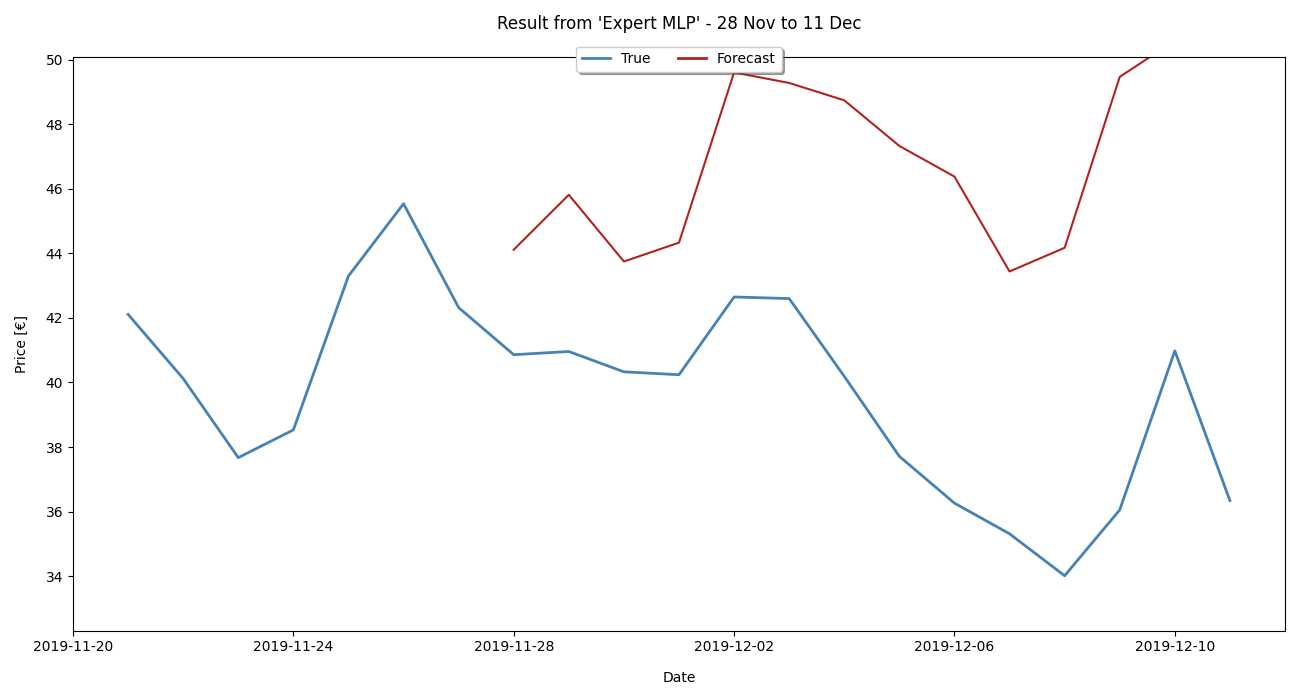 Result from 'Expert MLP' - 28 Nov to 11 Dec
True Forecast
50
48
46
44
42
40
38
36
34
Price [€]
2019-11-20 2019-11-24 2019-11-28 2019-12-02 2019-12-06 2019-12-10
Date